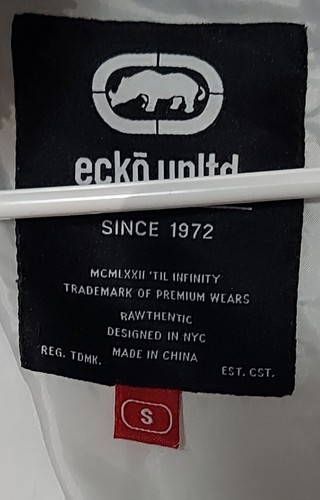 eckō unltd
SINCE 1972
MCMLXXII 'TIL INFINITY
TRADEMARK OF PREMIUM WEARS
RAWTHENTIC
DESIGNED IN NYC
REG. TDMK. MADE IN CHINA EST. CST.
S